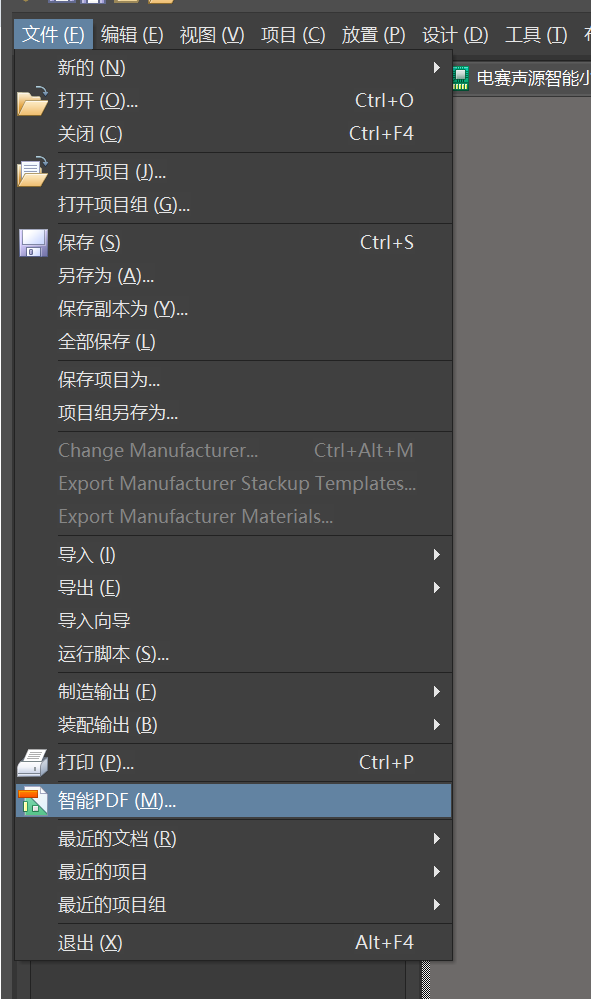 文件 (F) 编辑 (E) 视图 (V) 项目 (C) 放置 (P) 设计 (D) 工具 (T)
新的 (N)
电赛声源智能小
打开 (O)... Ctrl+O
关闭 (C) Ctrl+F4
打开项目 (J)...
打开项目组 (G)...
保存 (S) Ctrl+S
另存为 (A)...
保存副本为 (Y)...
全部保存 (L)
保存项目为...
项目组另存为...
Change Manufacturer... Ctrl+Alt+M
Export Manufacturer Stackup Templates...
Export Manufacturer Materials...
导入 (I)
导出 (E)
导入向导
运行脚本 (S)...
制造输出 (F)
装配输出 (B)
打印 (P)... Ctrl+P
智能PDF (M)...
最近的文档 (R)
最近的项目
最近的项目组
退出 (X) Alt+F4